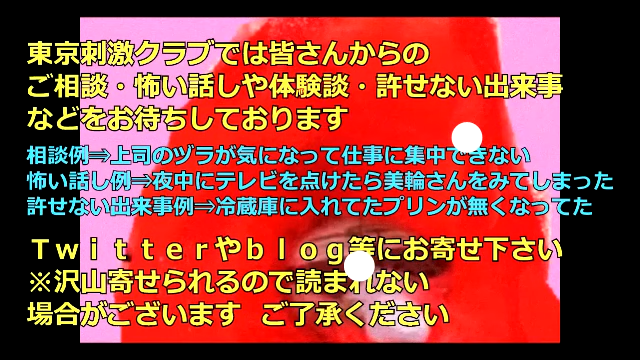 東京刺激クラブでは皆さんからの
ご相談・怖い話しや体験談・許せない出来事
などをお待ちしております
相談例⇒上司のヅラが気になって仕事に集中できない
怖い話し例⇒夜中にテレビを点けたら美輪さんをみてしまった
許せない出来事例⇒冷蔵庫に入れてたプリンが無くなってた
Ｔｗｉｔｔｅｒやｂｌｏｇ等にお寄せ下さい
※沢山寄せられるので読まれない
場合がございます　ご了承ください